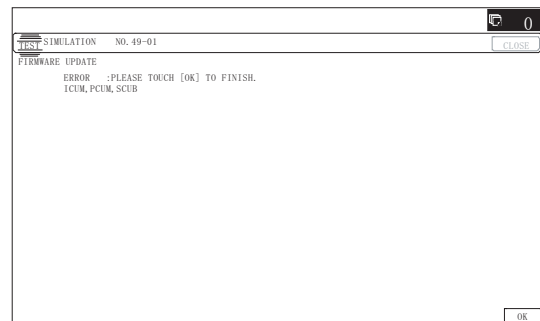 0
TEST SIMULATION NO. 49-01
CLOSE
FIRMWARE UPDATE
ERROR :PLEASE TOUCH [OK] TO FINISH.
ICUM, PCUM, SCUB
OK